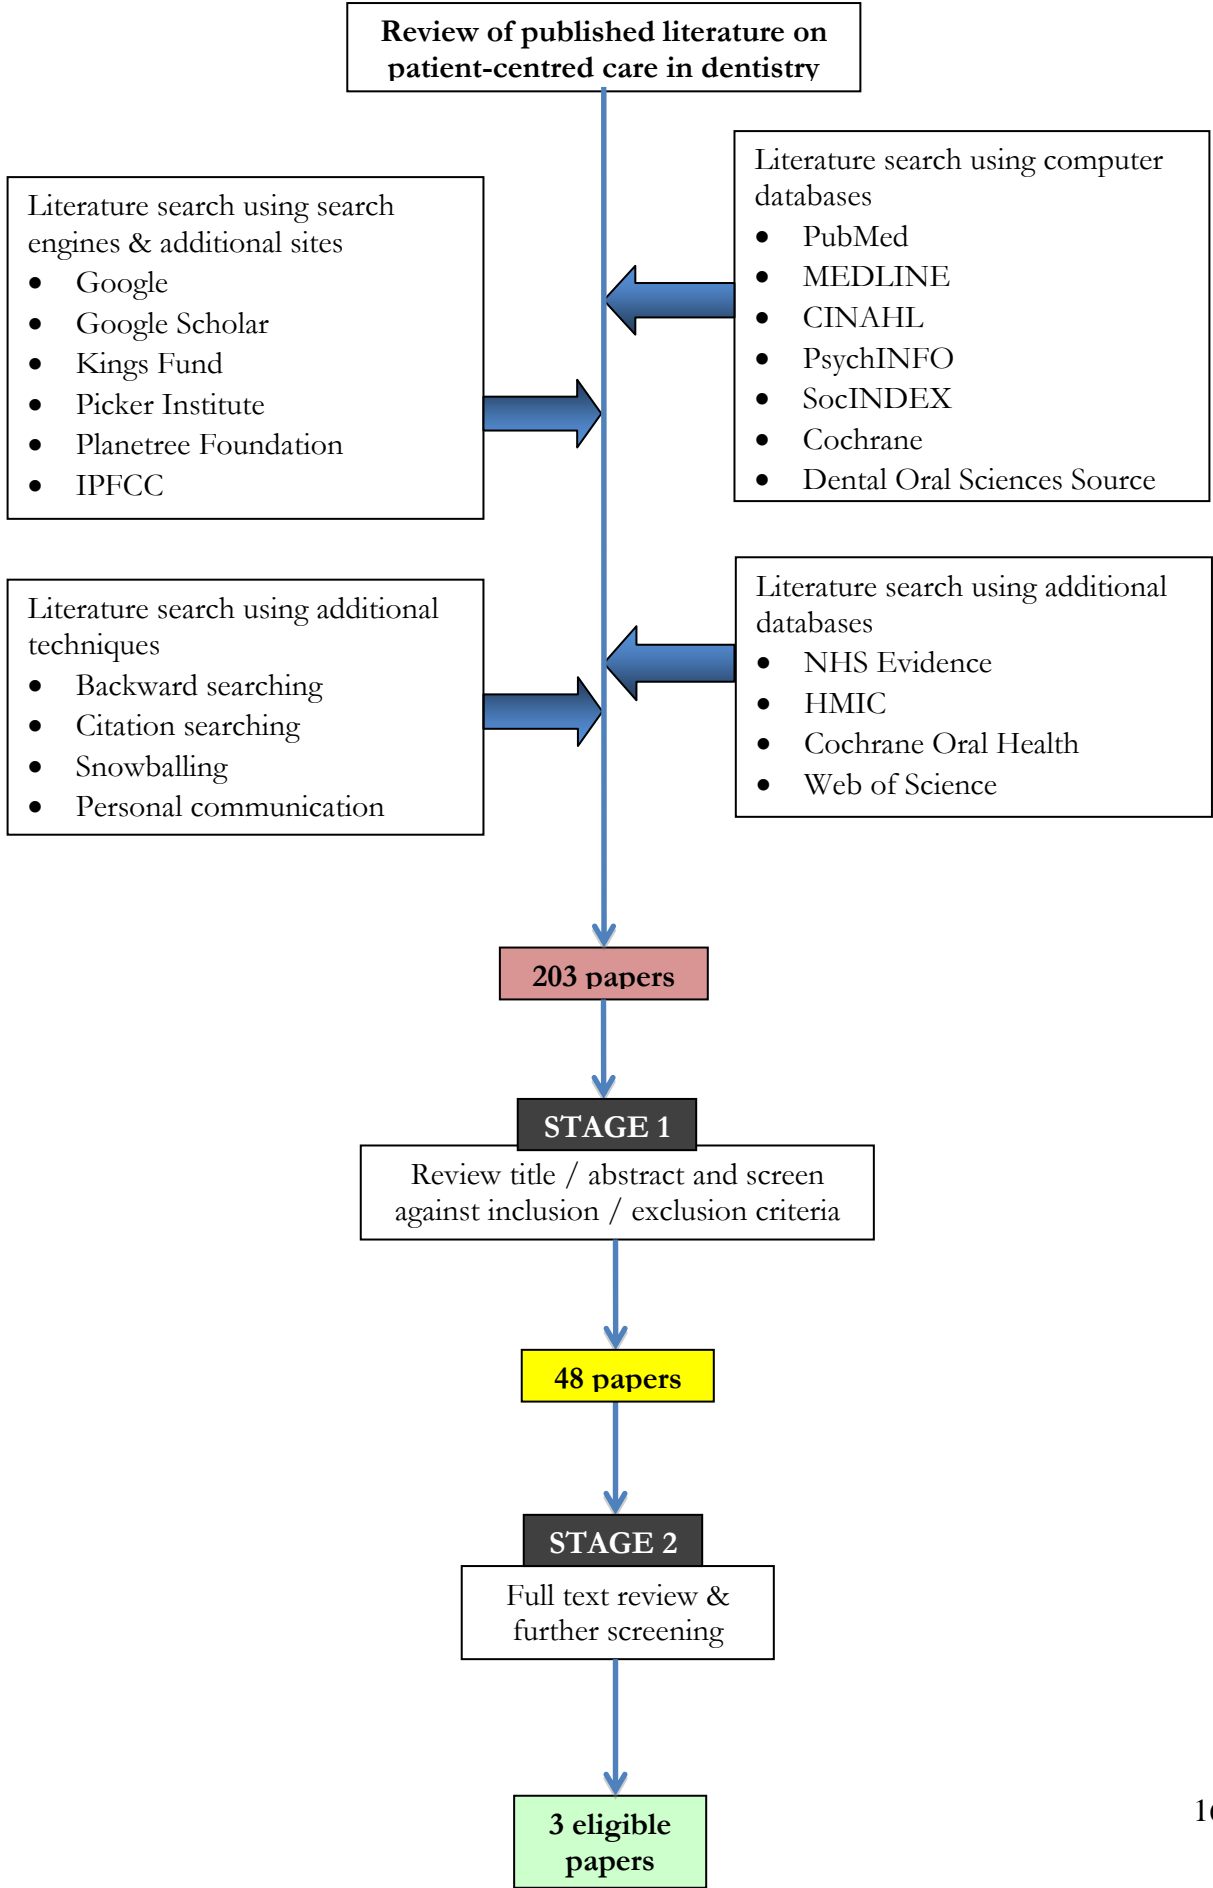 Review of published literature on
patient-centred care in dentistry
Literature search using computer
databases
• PubMed
• MEDLINE
• CINAHL
• PsychINFO
• SocINDEX
• Cochrane
• Dental Oral Sciences Source
Literature search using search
engines & additional sites
• Google
• Google Scholar
• Kings Fund
• Picker Institute
• Planetree Foundation
• IPFCC
Literature search using additional
databases
• NHS Evidence
• HMIC
• Cochrane Oral Health
• Web of Science
Literature search using additional
techniques
• Backward searching
• Citation searching
• Snowballing
• Personal communication
203 papers
STAGE 1
Review title / abstract and screen
against inclusion / exclusion criteria
48 papers
STAGE 2
Full text review &
further screening
3 eligible
papers